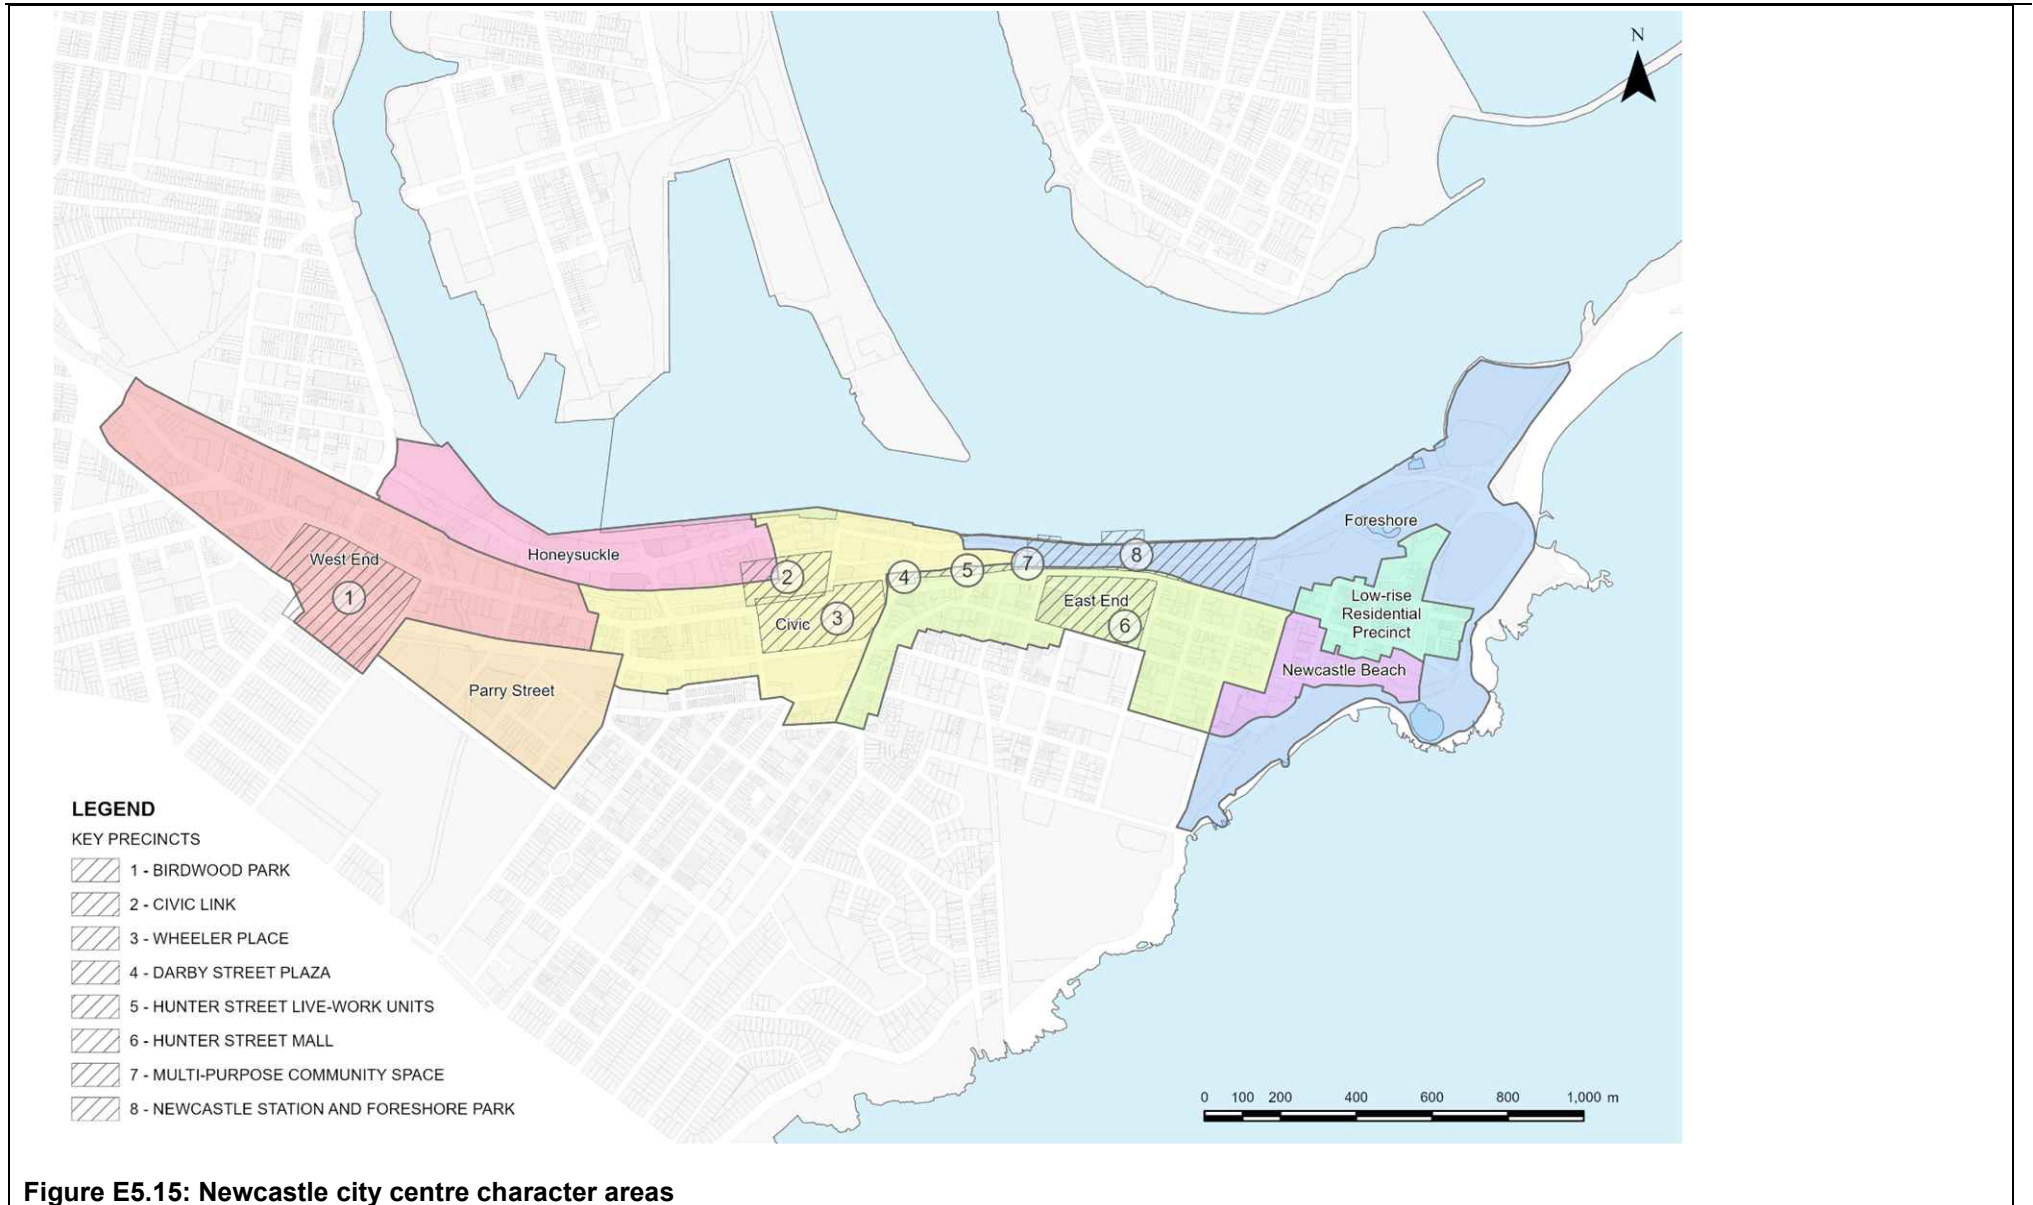 N
Foreshore
West End
1
Honeysuckle
2
3
Civic
4
5
7
8
East End
6
Low-rise
Residential
Precinct
Newcastle Beach
Parry Street
LEGEND
KEY PRECINCTS
1 - BIRDWOOD PARK
2 - CIVIC LINK
3 - WHEELER PLACE
4 - DARBY STREET PLAZA
5 - HUNTER STREET LIVE-WORK UNITS
6 - HUNTER STREET MALL
7 - MULTI-PURPOSE COMMUNITY SPACE
8 - NEWCASTLE STATION AND FORESHORE PARK
0 100 200 400 600 800 1,000 m
Figure E5.15: Newcastle city centre character areas